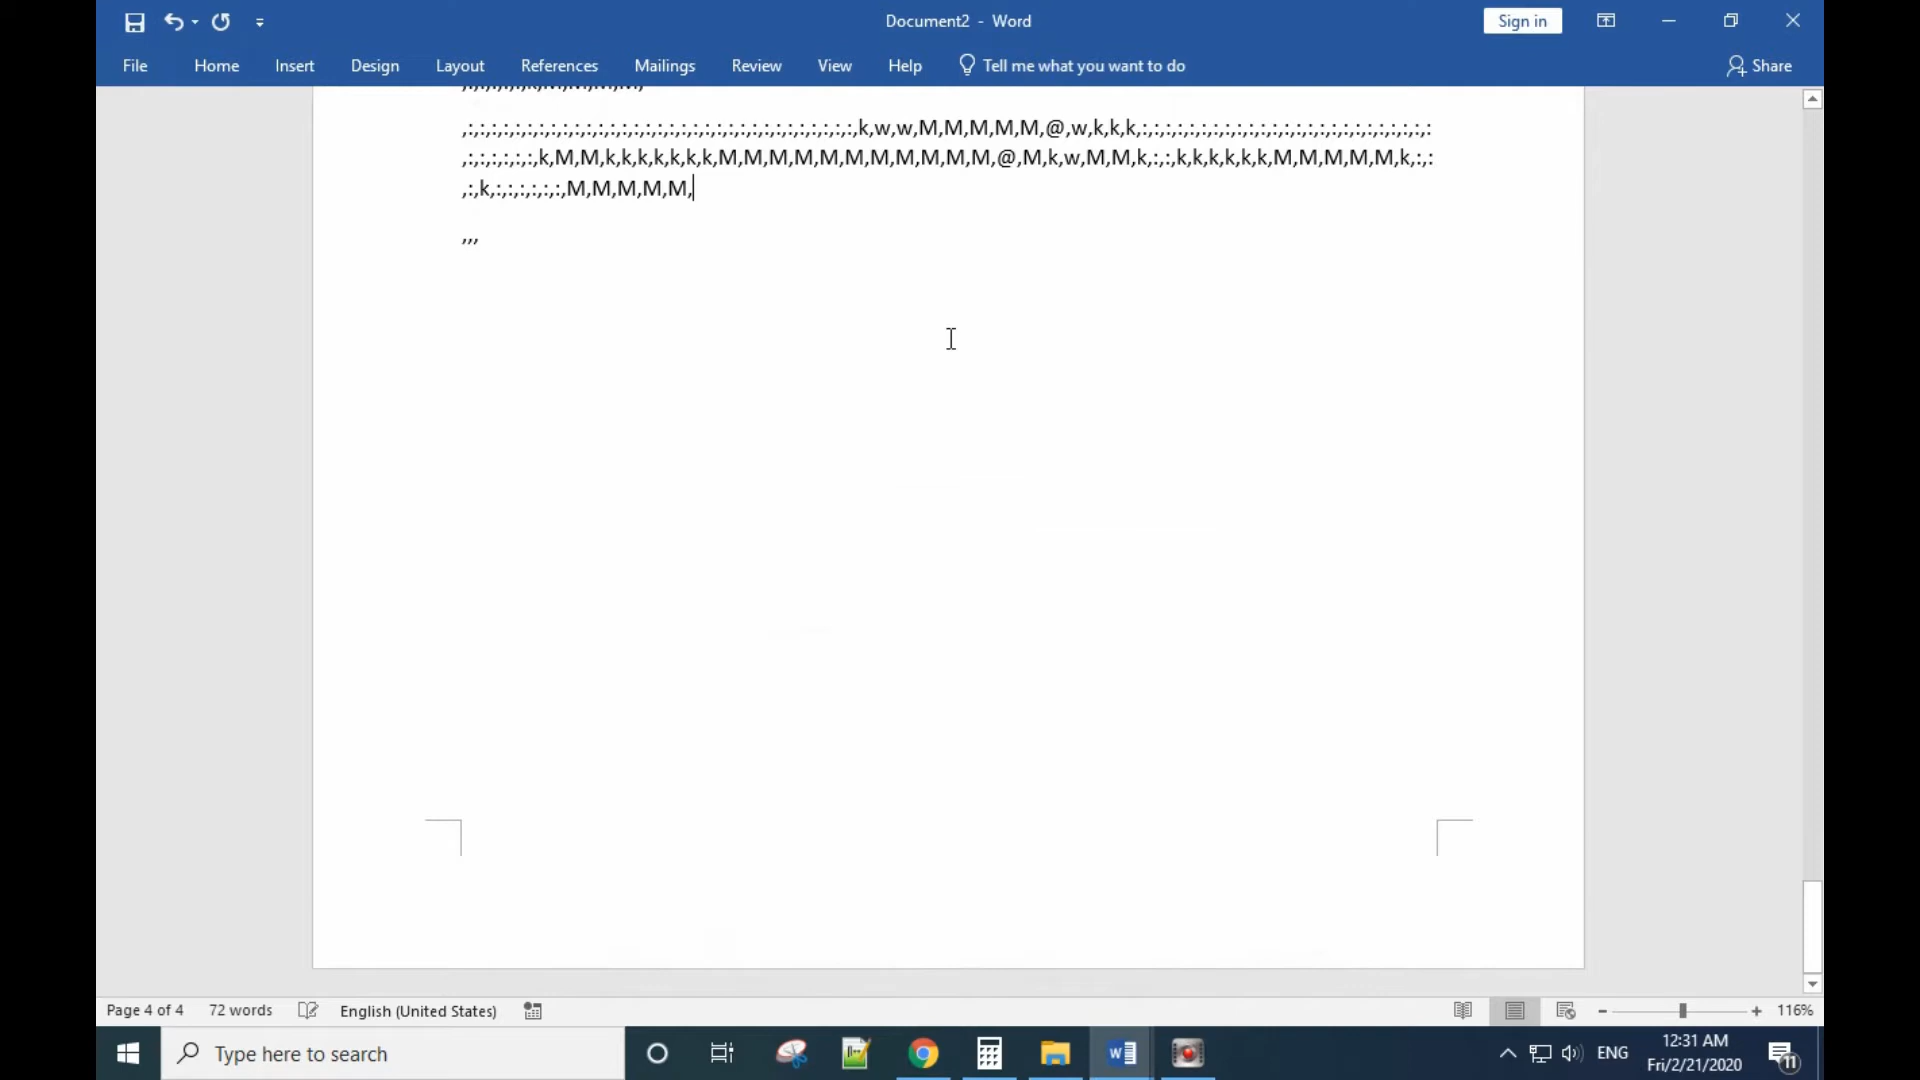 Document2 - Word
Sign in
File Home Insert Design Layout References Mailings Review View Help Tell me what you want to do Share
,:,:,:,:,:,:,:,:,:,:,:,:,:,:,:,:,:,:,:,:,:,:,:,:,:,:,:,:,:,:,:,:,:,k,w,w,M,M,M,M,M,@,w,k,k,k,:,:,:,:,:,:,:,:,:,:,:,:,:,:,:,:,:,:,:,:,:,:,:,:,:
,:,:,:,:,:,:,k,M,M,k,k,k,k,k,k,k,M,M,M,M,M,M,M,M,M,M,M,@,M,k,w,M,M,k,:,:,k,k,k,k,k,k,M,M,M,M,M,k,:,:
,:,k,:,:,:,:,:,:,M,M,M,M,M,
,,,
Page 4 of 4 72 words English (United States) 116%
Type here to search
ENG
12:31 AM
Fri/2/21/2020
11